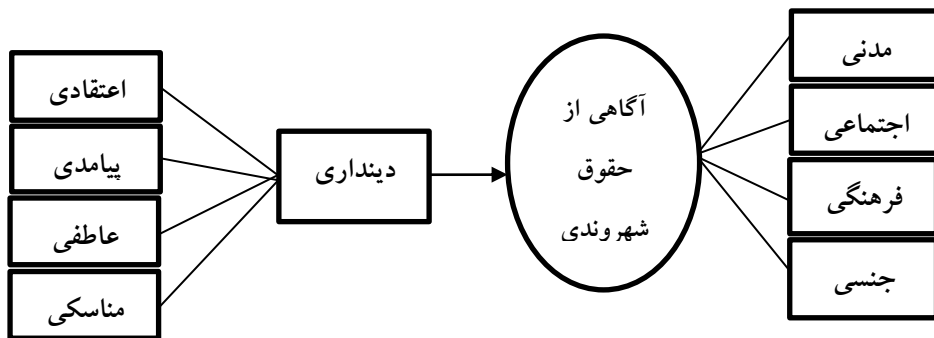 مدنی
اجتماعی
فرهنگی
جنسی
آگاهی از
حقوق
شهروندی
دینداری
اعتقادی
پیامدی
عاطفی
مناسکی